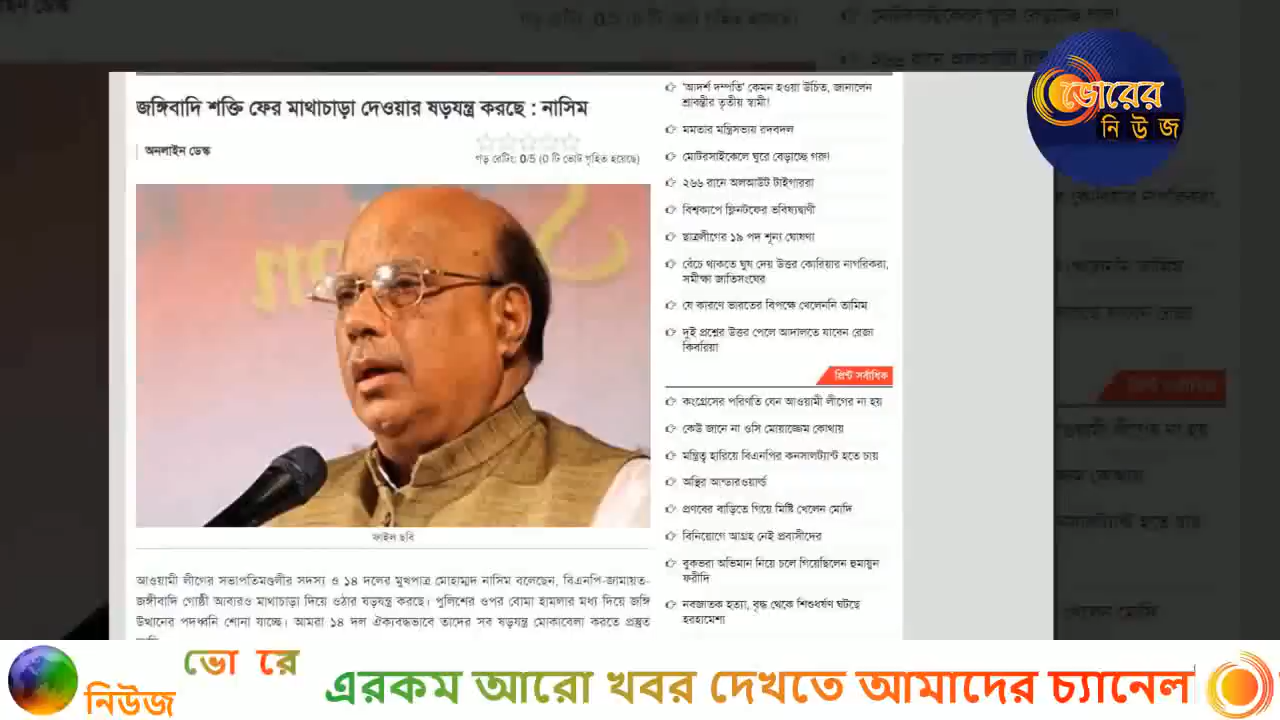 জঙ্গিবাদি শক্তি ফের মাথাচাড়া দেওয়ার ষড়যন্ত্র করছে : নাসিম
অনলাইন ডেস্ক
গড় রেটিং: 0/5 (0 টি ভোট গৃহিত হয়েছে)
ফাইল ছবি
আওয়ামী লীগের সভাপতিমণ্ডলীর সদস্য ও ১৪ দলের মুখপাত্র মোহাম্মদ নাসিম বলেছেন, বিএনপি-জামায়ত-
জঙ্গীবাদি গোষ্ঠী আবারও মাথাচাড়া দিয়ে ওঠার ষড়যন্ত্র করছে। পুলিশের ওপর বোমা হামলার মধ্য দিয়ে জঙ্গি
উত্থানের পদধ্বনি শোনা যাচ্ছে। আমরা ১৪ দল ঐক্যবদ্ধভাবে তাদের সব ষড়যন্ত্র মোকাবেলা করতে প্রস্তুত
'আদর্শ দম্পতি' কেমন হওয়া উচিত, জানালেন
শ্রাবন্তীর তৃতীয় স্বামী!
মমতার মন্ত্রিসভায় রদবদল
মোটরসাইকেলে ঘুরে বেড়াচ্ছে গরু!
২৬৬ রানে অলআউট টাইগাররা
বিশ্বকাপে ফ্লিনটফের ভবিষ্যদ্বাণী
ছাত্রলীগের ১৯ পদ শূন্য ঘোষণা
বেঁচে থাকতে ঘুষ দেয় উত্তর কোরিয়ার নাগরিকরা,
সমীক্ষা জাতিসংঘের
যে কারণে ভারতের বিপক্ষে খেলেননি তামিম
দুই প্রশ্নের উত্তর পেলে আদালতে যাবেন রেজা
কিবরিয়া
প্রিন্ট সর্বাধিক
কংগ্রেসের পরিণতি যেন আওয়ামী লীগের না হয়
কেউ জানে না ওসি মোয়াজ্জেম কোথায়
মন্ত্রিত্ব হারিয়ে বিএনপির কনসালট্যান্ট হতে চায়
অস্থির আন্ডারওয়ার্ল্ড
প্রণবের বাড়িতে গিয়ে মিষ্টি খেলেন মোদি
বিনিয়োগে আগ্রহ নেই প্রবাসীদের
বুকভরা অভিমান নিয়ে চলে গিয়েছিলেন হুমায়ুন
ফরীদি
নবজাতক হত্যা, বৃদ্ধ থেকে শিশুধর্ষণ ঘটছে
হরহামেশা
ভোরের
নিউজ
ভো রে
নিউজ
এরকম আরো খবর দেখতে আমাদের চ্যানেল